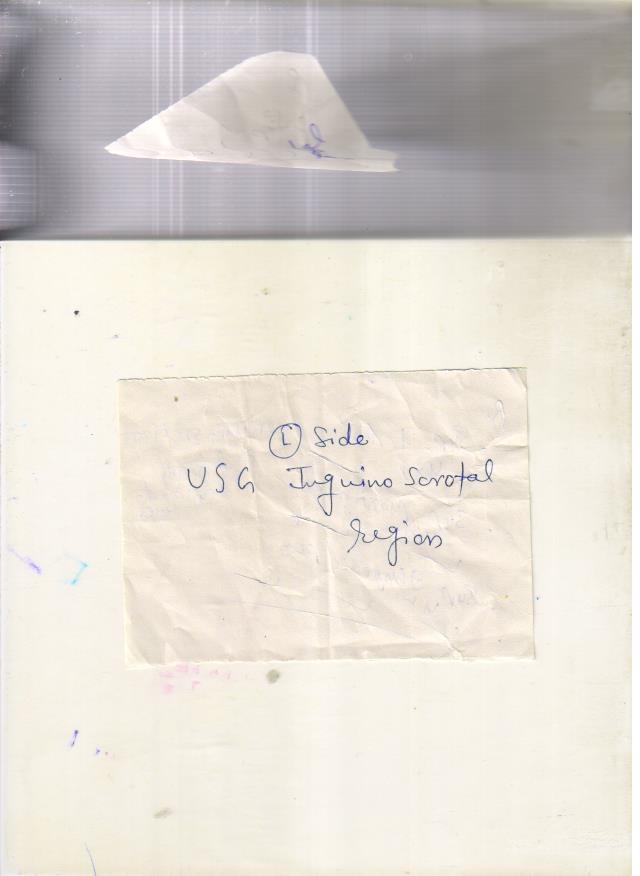 Ⓛ Side
USG Inguino Scrotal
region